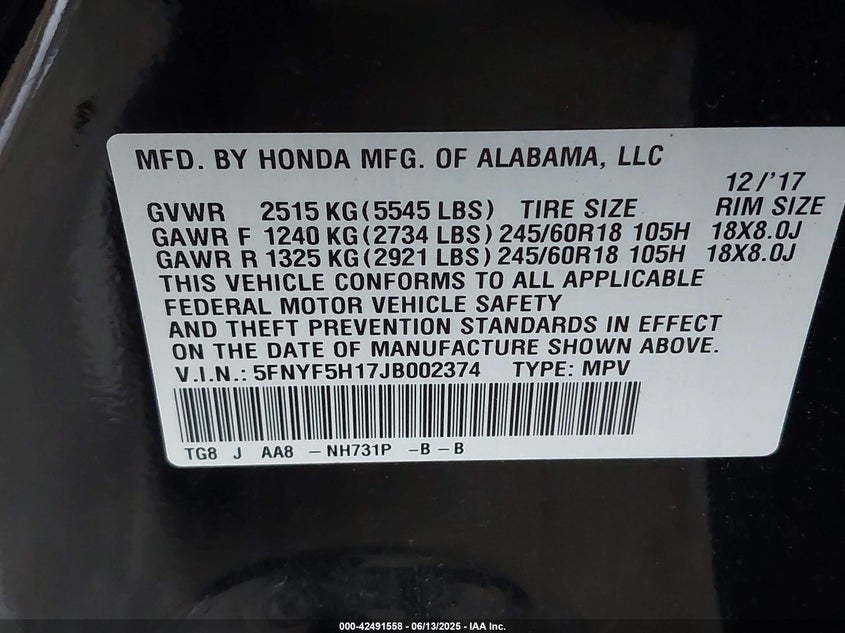 MFD. BY HONDA MFG. OF ALABAMA, LLC
12/'17
GVWR 2515 KG(5545 LBS) TIRE SIZE RIM SIZE
GAWR F 1240 KG(2734 LBS) 245/60R18 105H 18X8.0J
GAWR R 1325 KG(2921 LBS) 245/60R18 105H 18X8.0J
THIS VEHICLE CONFORMS TO ALL APPLICABLE
FEDERAL MOTOR VEHICLE SAFETY
AND THEFT PREVENTION STANDARDS IN EFFECT
ON THE DATE OF MANUFACTURE SHOWN ABOVE.
V.I.N.: 5FNYF5H17JB002374 TYPE: MPV
TG8 J AA8 – NH731P –B – B
000-42491558 - 06/13/2025 - IAA Inc.